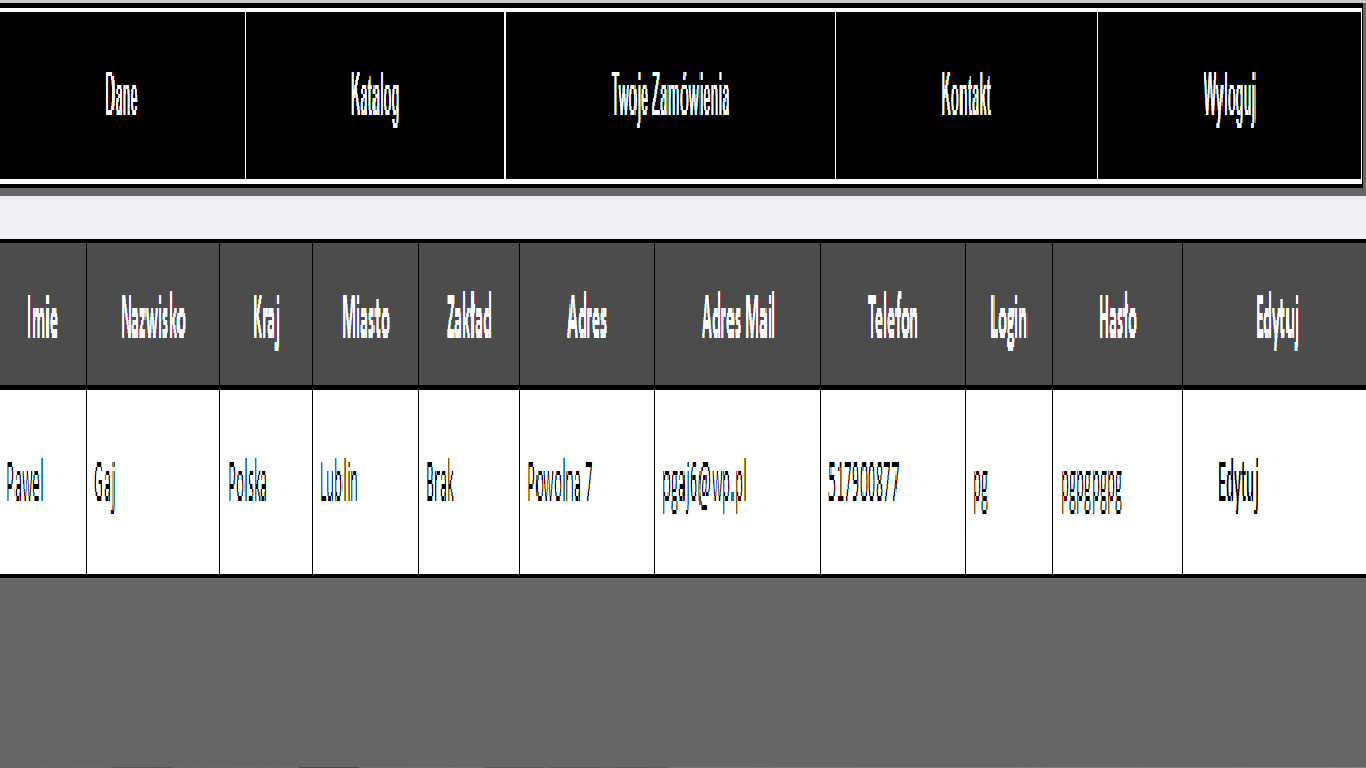 Dane Katalog Twoje Zamówienia Kontakt Wyloguj
Imie Nazwisko Kraj Miasto Zakład Adres Adres Mail Telefon Login Hasło Edytuj
Pawel Gaj Polska Lublin Brak Powolna 7 pgaj6@wp.pl 517900877 pg pgpgpgpg Edytuj